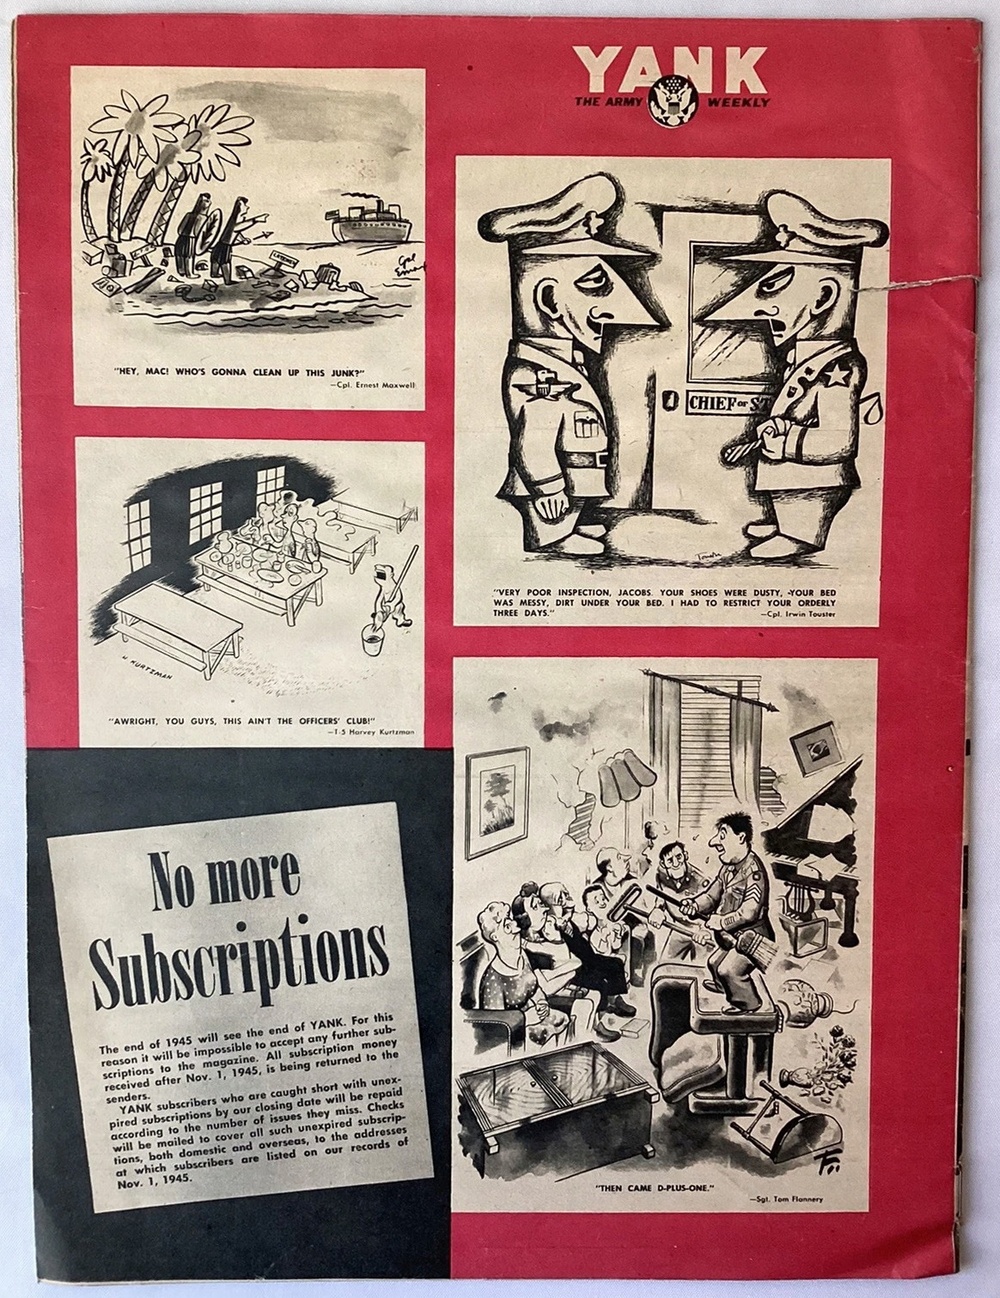 YANK
THE ARMY WEEKLY
Cpl
"HEY, MAC! WHO'S GONNA CLEAN UP THIS JUNK?"
—Cpl. Ernest Maxwell
CHIEF OF ST
Touster
"VERY POOR INSPECTION, JACOBS. YOUR SHOES WERE DUSTY, YOUR BED
WAS MESSY, DIRT UNDER YOUR BED. I HAD TO RESTRICT YOUR ORDERLY
THREE DAYS."
—Cpl. Irwin Touster
H. KURTZMAN
"AWRIGHT, YOU GUYS, THIS AIN'T THE OFFICERS' CLUB!"
—T-5 Harvey Kurtzman
No more
Subscriptions
The end of 1945 will see the end of YANK. For this
reason it will be impossible to accept any further sub-
scriptions to the magazine. All subscription money
received after Nov. 1, 1945, is being returned to the
senders.
YANK subscribers who are caught short with unex-
pired subscriptions by our closing date will be repaid
according to the number of issues they miss. Checks
will be mailed to cover all such unexpired subscrip-
tions, both domestic and overseas, to the addresses
at which subscribers are listed on our records of
Nov. 1, 1945.
"THEN CAME D-PLUS-ONE."
—Sgt. Tom Flannery